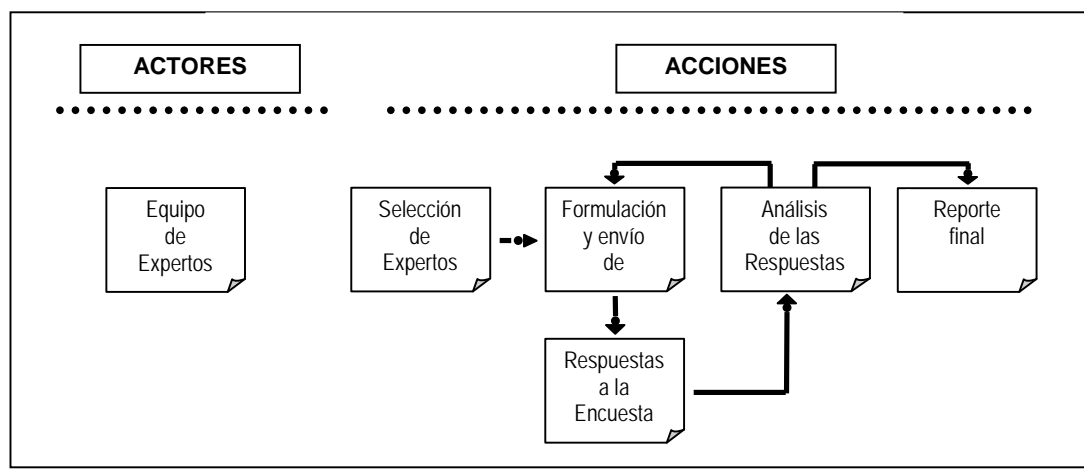 ACTORES
ACCIONES
Equipo
de
Expertos
Selección
de
Expertos
Formulación
y envío
de
Análisis
de las
Respuestas
Reporte
final
Respuestas
a la
Encuesta